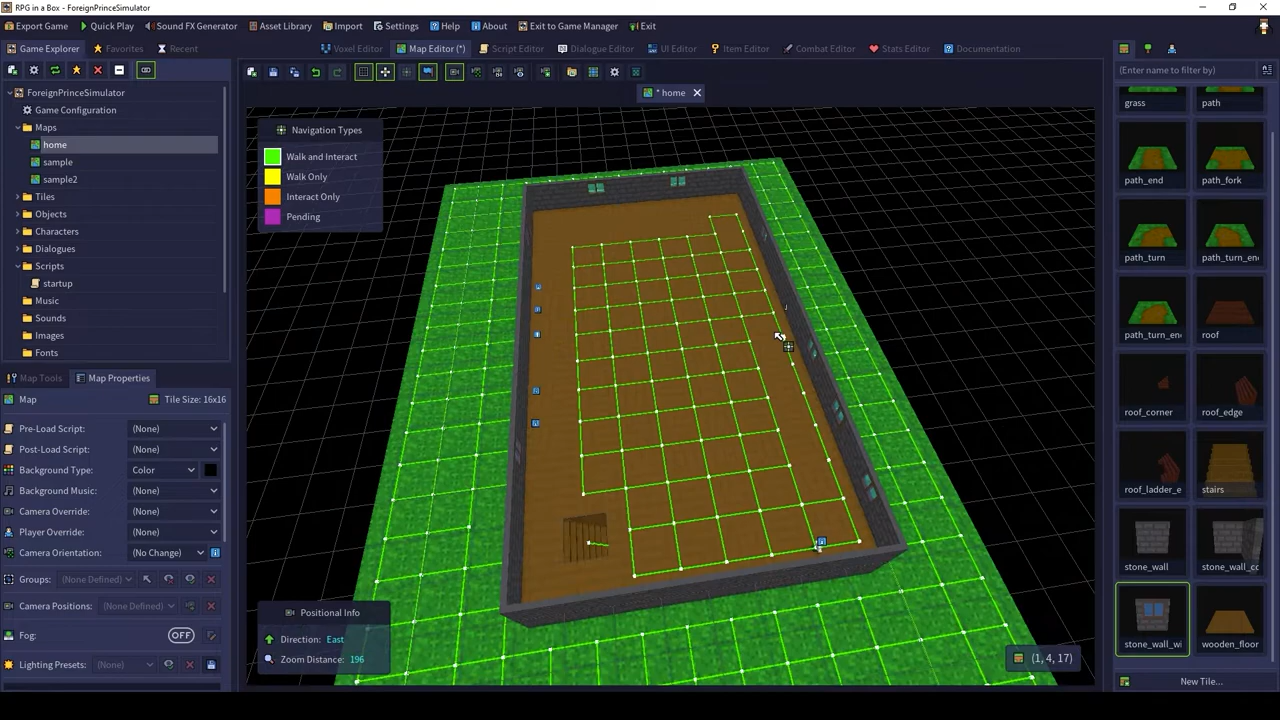 RPG in a Box - ForeignPrinceSimulator
Export Game
Quick Play
Sound FX Generator
Asset Library
Import
Settings
Help
About
Exit to Game Manager
Exit
Game Explorer
Favorites
Recent
Voxel Editor
Map Editor (*)
Script Editor
Dialogue Editor
UI Editor
Item Editor
Combat Editor
Stats Editor
Documentation
* home
(Enter name to filter by)
ForeignPrinceSimulator
Game Configuration
Maps
home
sample
sample2
Tiles
Objects
Characters
Dialogues
Scripts
startup
Music
Sounds
Images
Fonts
Navigation Types
Walk and Interact
Walk Only
Interact Only
Pending
Map Tools
Map Properties
Map
Tile Size: 16x16
Pre-Load Script: (None)
Post-Load Script: (None)
Background Type: Color
Background Music: (None)
Camera Override: (None)
Player Override: (None)
Camera Orientation: (No Change)
Groups: (None Defined)
Camera Positions: (None Defined)
Fog: OFF
Lighting Presets: (None)
Positional Info
Direction: East
Zoom Distance: 196
(1, 4, 17)
grass
path
path_end
path_fork
path_turn
path_turn_en
path_turn_en
roof
roof_corner
roof_edge
roof_ladder_e
stairs
stone_wall
stone_wall_co
stone_wall_wi
wooden_floor
New Tile...